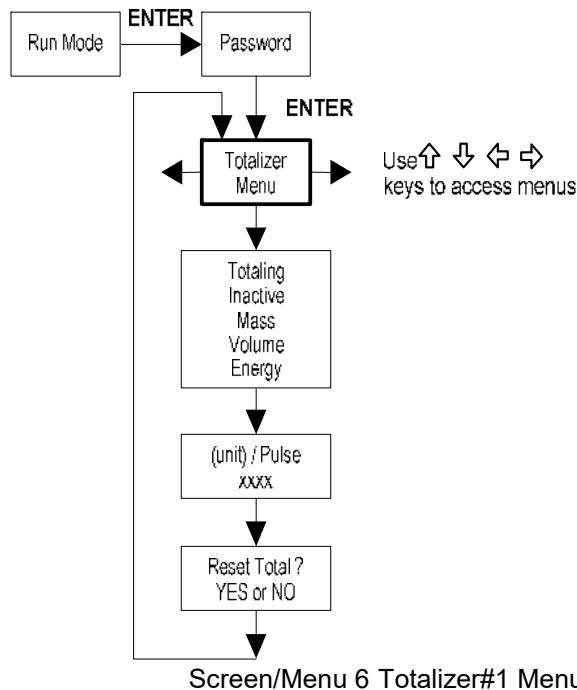 ENTER
Run Mode
Password
ENTER
Totalizer
Menu
Use⇧ ⇩ ⇦ ⇨
keys to access menus
Totaling
Inactive
Mass
Volume
Energy
(unit) / Pulse
xxxx
Reset Total ?
YES or NO
Screen/Menu 6 Totalizer#1 Menu